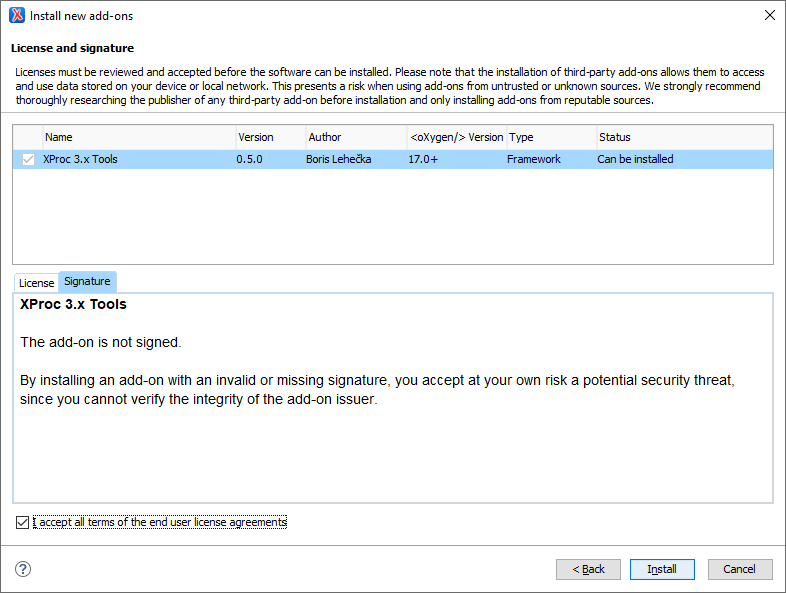 Install new add-ons
License and signature
Licenses must be reviewed and accepted before the software can be installed. Please note that the installation of third-party add-ons allows them to access
and use data stored on your device or local network. This presents a risk when using add-ons from untrusted or unknown sources. We strongly recommend
thoroughly researching the publisher of any third-party add-on before installation and only installing add-ons from reputable sources.
Name Version Author <oXygen/> Version Type Status
XProc 3.x Tools 0.5.0 Boris Lehečka 17.0+ Framework Can be installed
License Signature
XProc 3.x Tools
The add-on is not signed.
By installing an add-on with an invalid or missing signature, you accept at your own risk a potential security threat,
since you cannot verify the integrity of the add-on issuer.
I accept all terms of the end user license agreements
? < Back Install Cancel